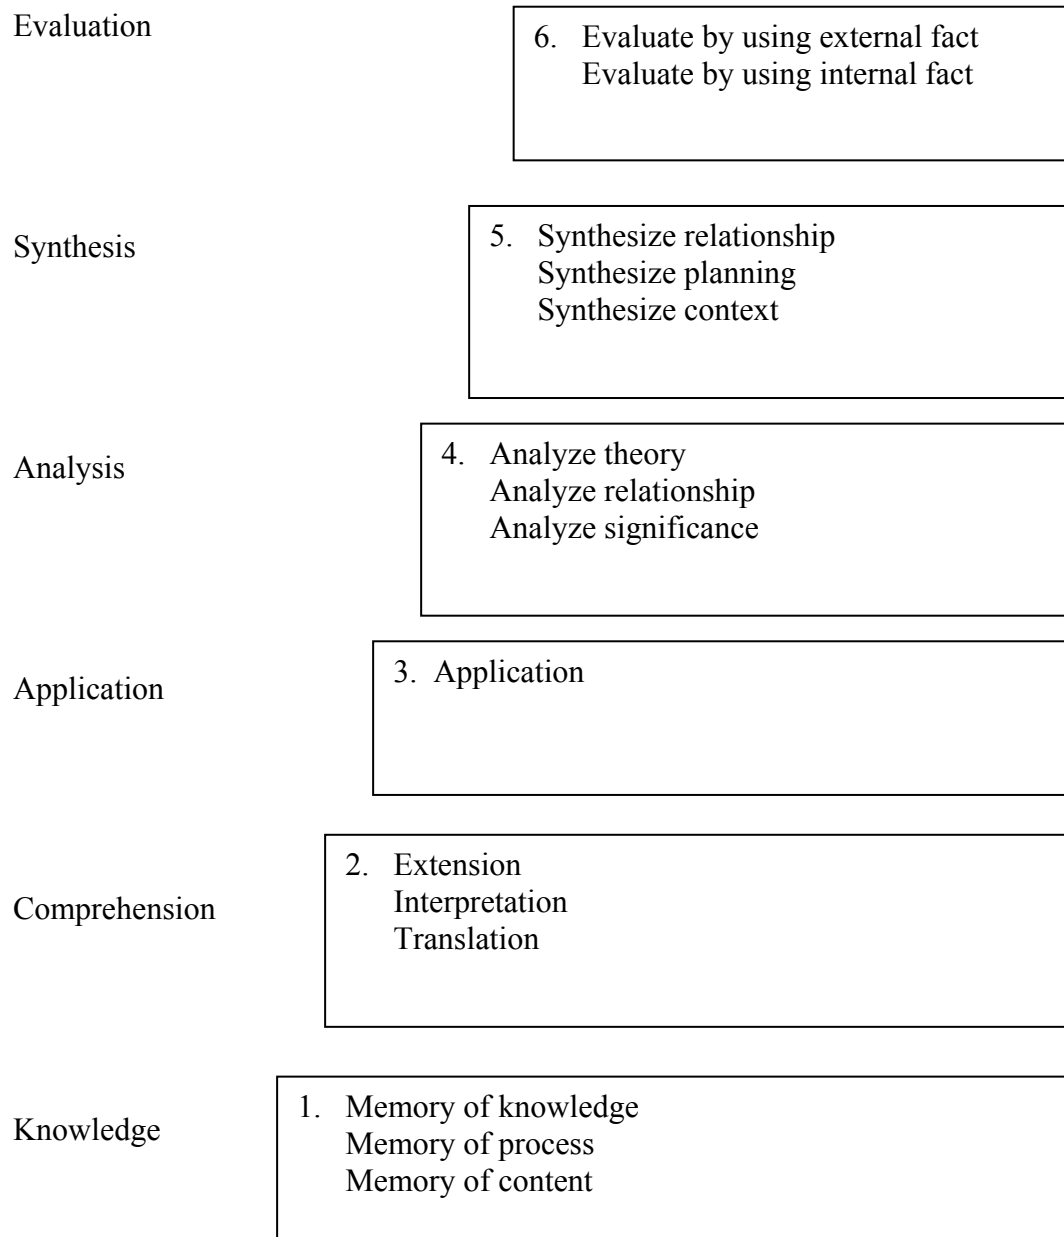 Evaluation
6. Evaluate by using external fact
Evaluate by using internal fact
Synthesis
5. Synthesize relationship
Synthesize planning
Synthesize context
Analysis
4. Analyze theory
Analyze relationship
Analyze significance
Application
3. Application
Comprehension
2. Extension
Interpretation
Translation
Knowledge
1. Memory of knowledge
Memory of process
Memory of content